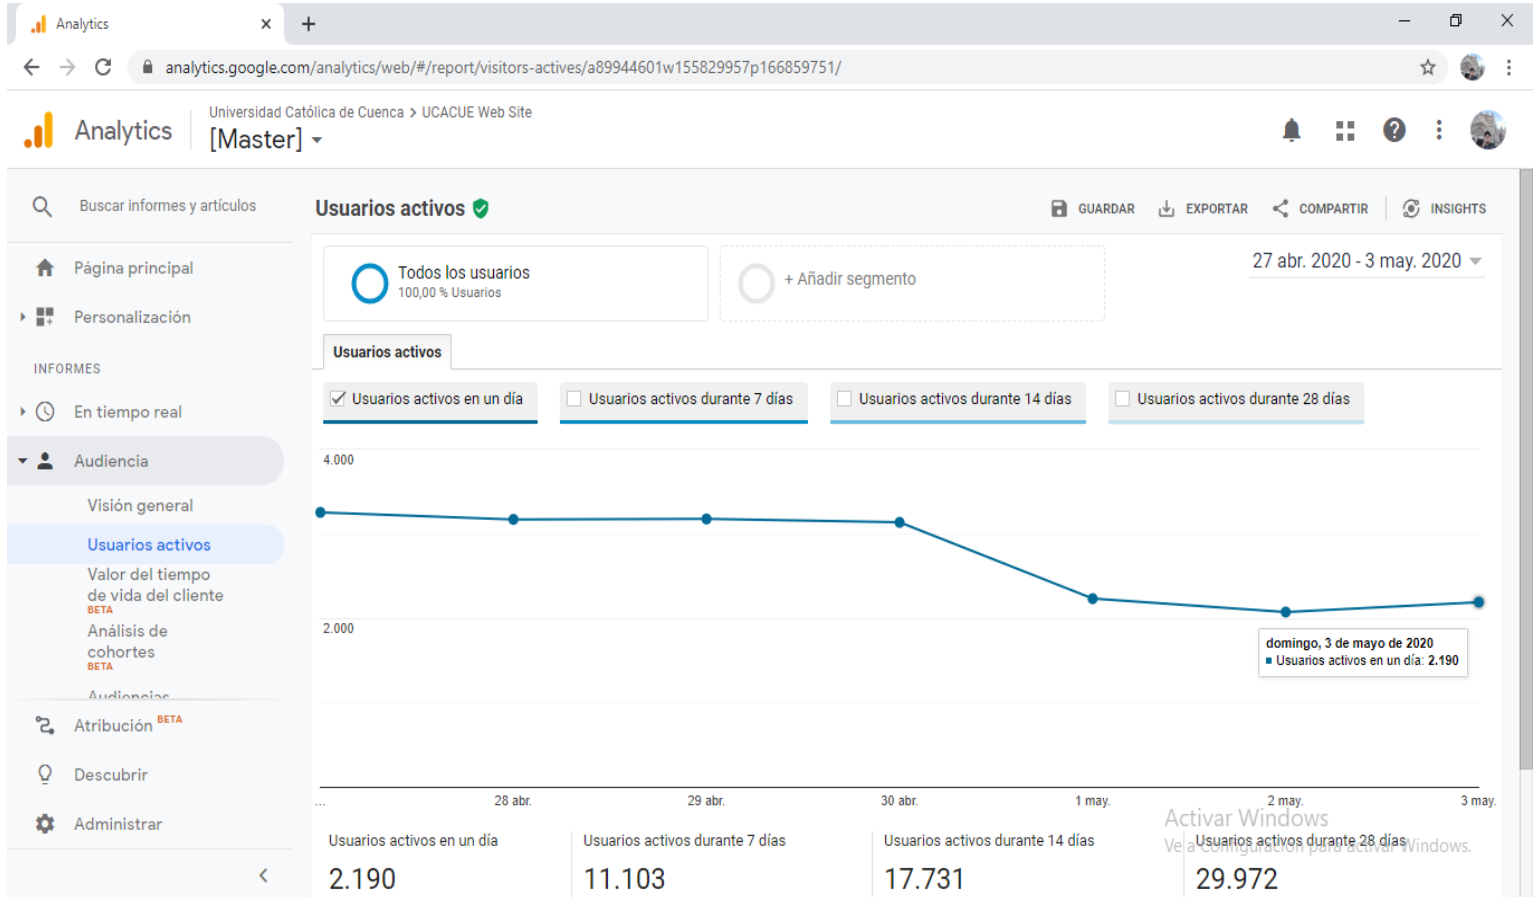 Analytics
analytics.google.com/analytics/web/#/report/visitors-actives/a89944601w155829957p166859751/
Analytics
Universidad Católica de Cuenca > UCACUE Web Site
[Master]
Buscar informes y artículos
Página principal
Personalización
INFORMES
En tiempo real
Audiencia
Visión general
Usuarios activos
Valor del tiempo
de vida del cliente
BETA
Análisis de
cohortes
BETA
Audiencias
Atribución BETA
Descubrir
Administrar
Usuarios activos
GUARDAR
EXPORTAR
COMPARTIR
INSIGHTS
Todos los usuarios
100,00 % Usuarios
+ Añadir segmento
27 abr. 2020 - 3 may. 2020
Usuarios activos
Usuarios activos en un día
Usuarios activos durante 7 días
Usuarios activos durante 14 días
Usuarios activos durante 28 días
4.000
2.000
domingo, 3 de mayo de 2020
Usuarios activos en un día: 2.190
...
28 abr.
29 abr.
30 abr.
1 may.
2 may.
3 may.
Activar Windows
Ve a Configuración para activar Windows.
Usuarios activos en un día
2.190
Usuarios activos durante 7 días
11.103
Usuarios activos durante 14 días
17.731
Usuarios activos durante 28 días
29.972